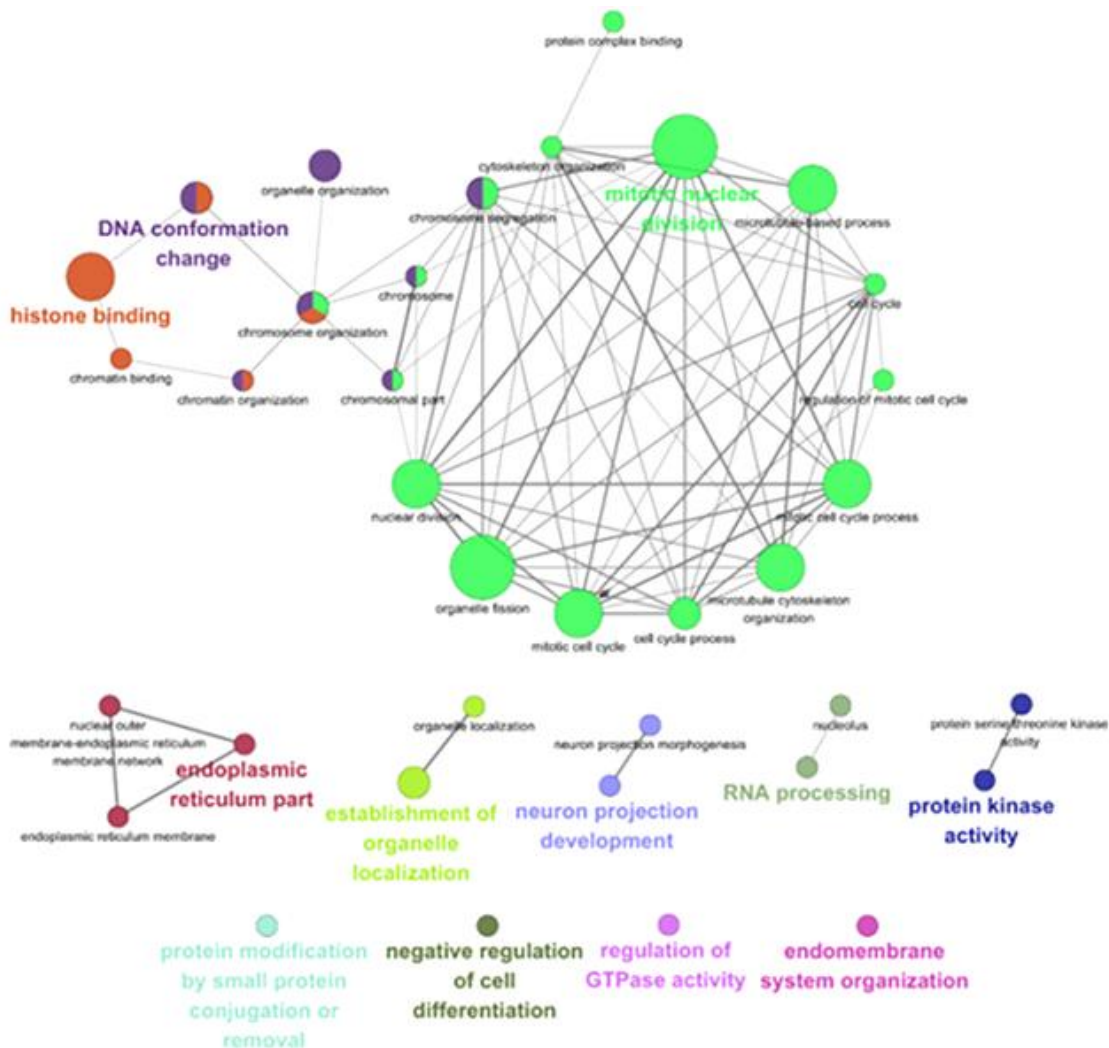 protein complex binding
cytoskeleton organization
organelle organization
chromosome segregation
mitotic nuclear
division
microtubule-based process
DNA conformation
change
chromosome
cell cycle
histone binding
chromosome organization
chromatin binding
chromatin organization
chromosomal part
regulation of mitotic cell cycle
nuclear division
mitotic cell cycle process
organelle fission
microtubule cytoskeleton
organization
mitotic cell cycle
cell cycle process
nuclear outer
membrane-endoplasmic reticulum
membrane network
endoplasmic
reticulum part
endoplasmic reticulum membrane
organelle localization
establishment of
organelle
localization
neuron projection morphogenesis
neuron projection
development
nucleolus
RNA processing
protein serine/threonine kinase
activity
protein kinase
activity
protein modification
by small protein
conjugation or
removal
negative regulation
of cell
differentiation
regulation of
GTPase activity
endomembrane
system organization